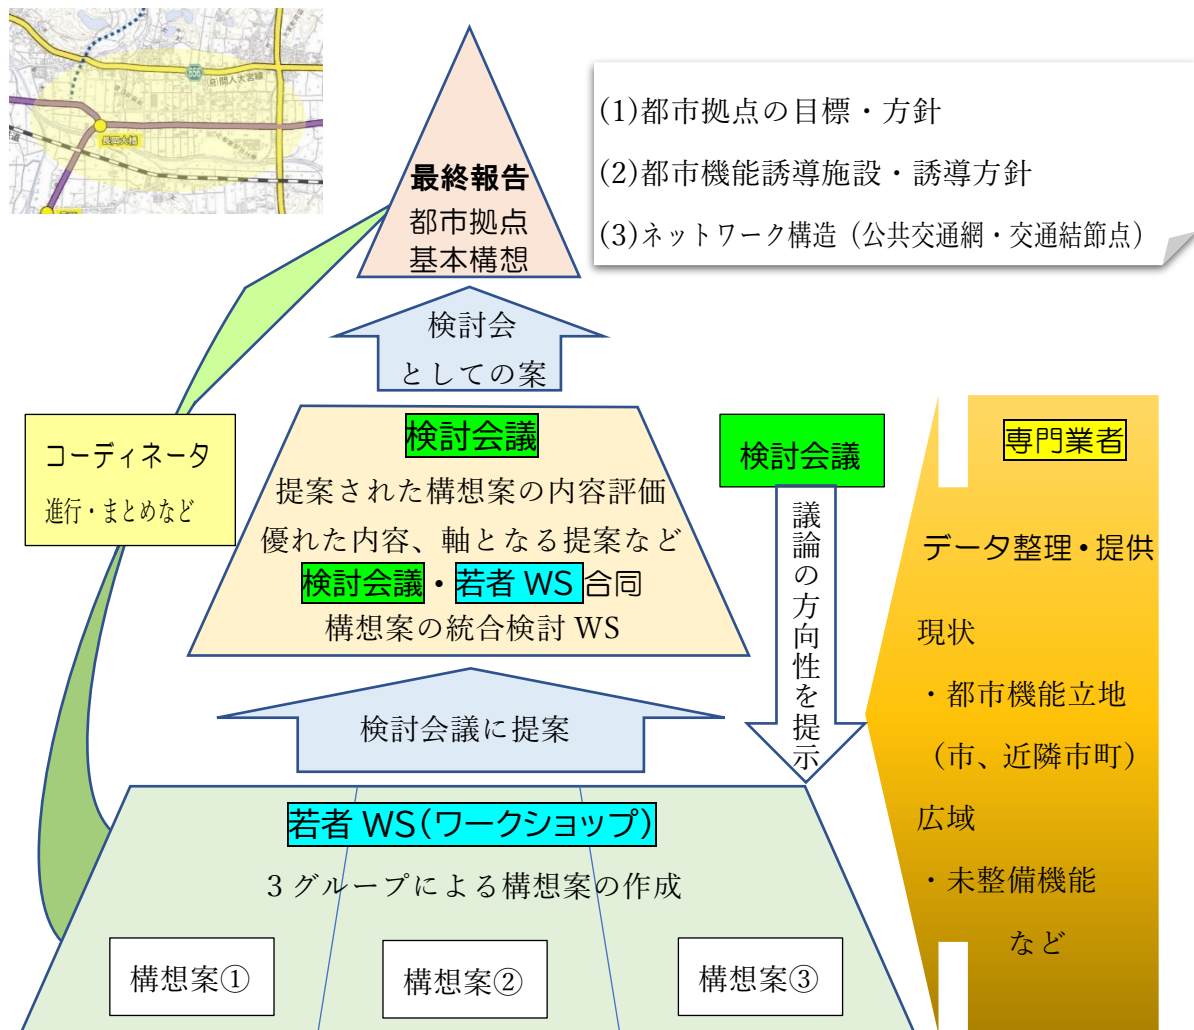 656
(府)間人大宮線
長岡大橋
(1)都市拠点の目標・方針
(2)都市機能誘導施設・誘導方針
(3)ネットワーク構造（公共交通網・交通結節点）
最終報告
都市拠点
基本構想
検討会
としての案
コーディネータ
進行・まとめなど
検討会議
提案された構想案の内容評価
優れた内容、軸となる提案など
検討会議・若者 WS 合同
構想案の統合検討 WS
検討会議
議論の方向性を提示
専門業者
データ整理・提供
現状
・都市機能立地
（市、近隣市町）
広域
・未整備機能
など
検討会議に提案
若者 WS（ワークショップ）
3 グループによる構想案の作成
構想案①
構想案②
構想案③